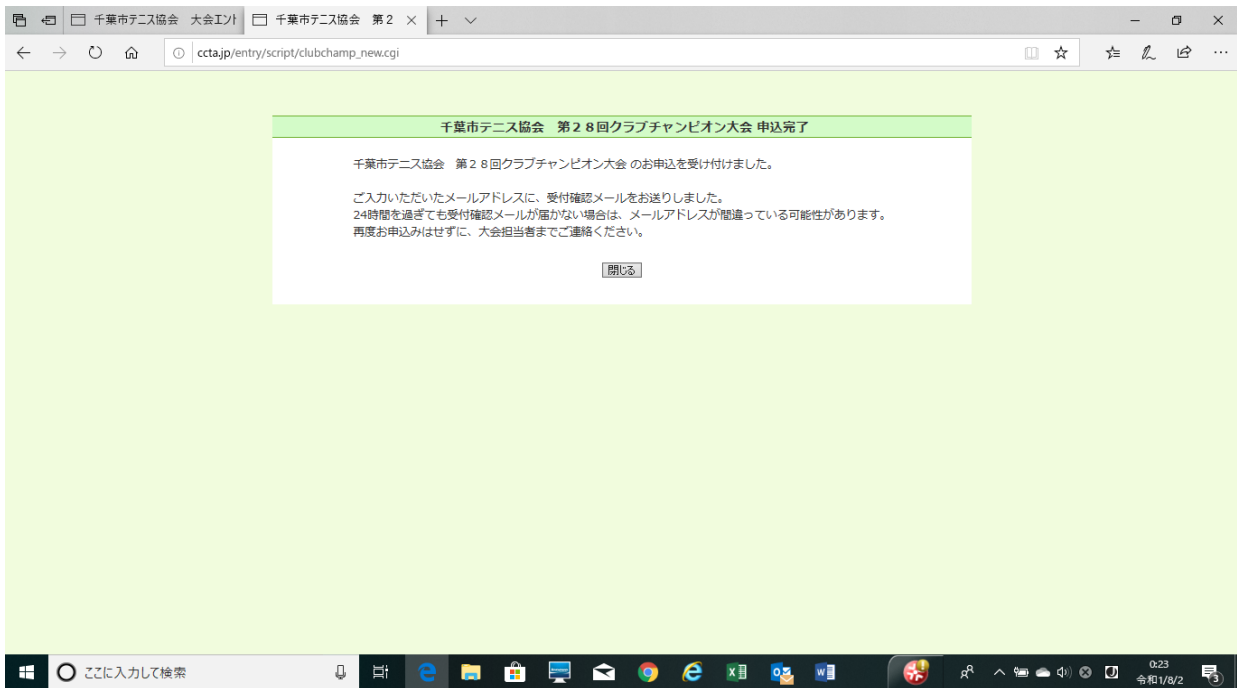 千葉市テニス協会　大会エント
千葉市テニス協会　第２
ccta.jp/entry/script/clubchamp_new.cgi
千葉市テニス協会　第２８回クラブチャンピオン大会 申込完了
千葉市テニス協会　第２８回クラブチャンピオン大会 のお申込を受け付けました。
ご入力いただいたメールアドレスに、受付確認メールをお送りしました。
24時間を過ぎても受付確認メールが届かない場合は、メールアドレスが間違っている可能性があります。
再度お申込みはせずに、大会担当者までご連絡ください。
閉じる
ここに入力して検索
0:23
令和1/8/2
3